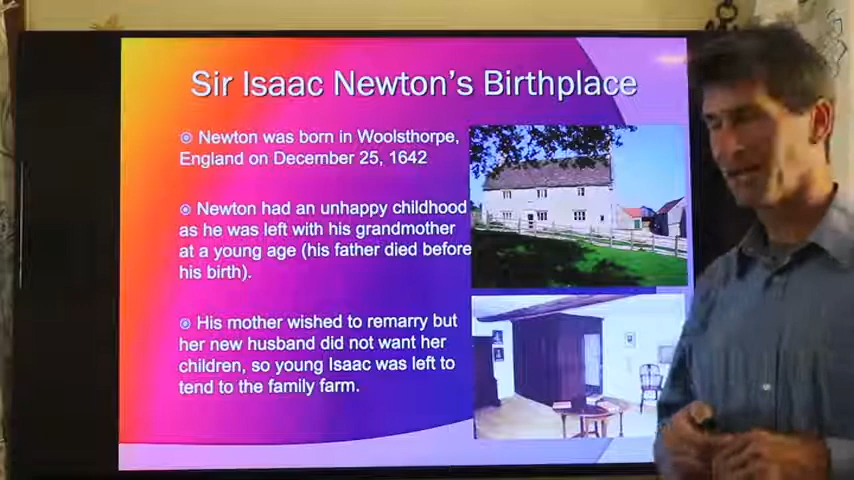 Sir Isaac Newton's Birthplace
Newton was born in Woolsthorpe,
England on December 25, 1642
Newton had an unhappy childhood
as he was left with his grandmother
at a young age (his father died before
his birth).
His mother wished to remarry but
her new husband did not want her
children, so young Isaac was left to
tend to the family farm.